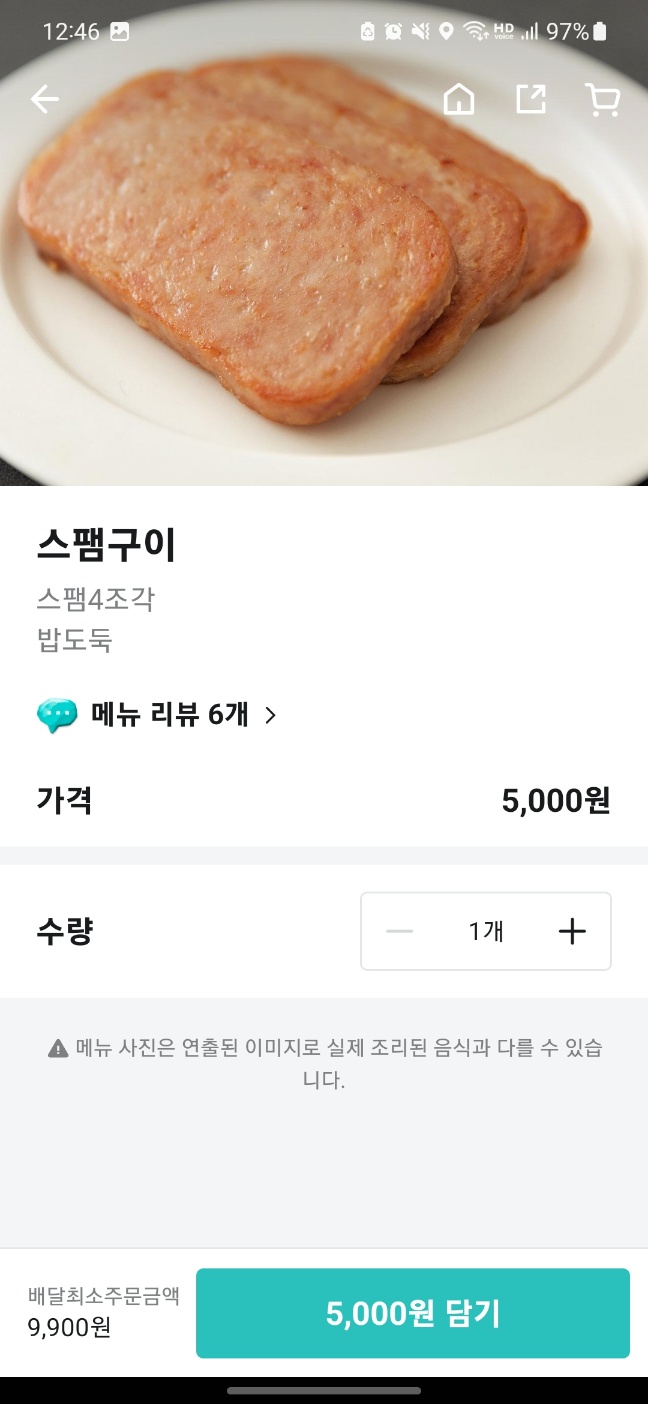 12:46 HD voice 97%
스팸구이
스팸4조각
밥도둑
메뉴 리뷰 6개 >
가격 5,000원
수량 1개
메뉴 사진은 연출된 이미지로 실제 조리된 음식과 다를 수 있습
니다.
배달최소주문금액
9,900원
5,000원 담기